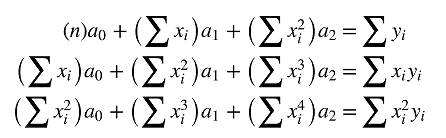 (n)a₀ + (∑ xᵢ)a₁ + (∑ xᵢ²)a₂ = ∑ yᵢ
(∑ xᵢ)a₀ + (∑ xᵢ²)a₁ + (∑ xᵢ³)a₂ = ∑ xᵢyᵢ
(∑ xᵢ²)a₀ + (∑ xᵢ³)a₁ + (∑ xᵢ⁴)a₂ = ∑ xᵢ²yᵢ